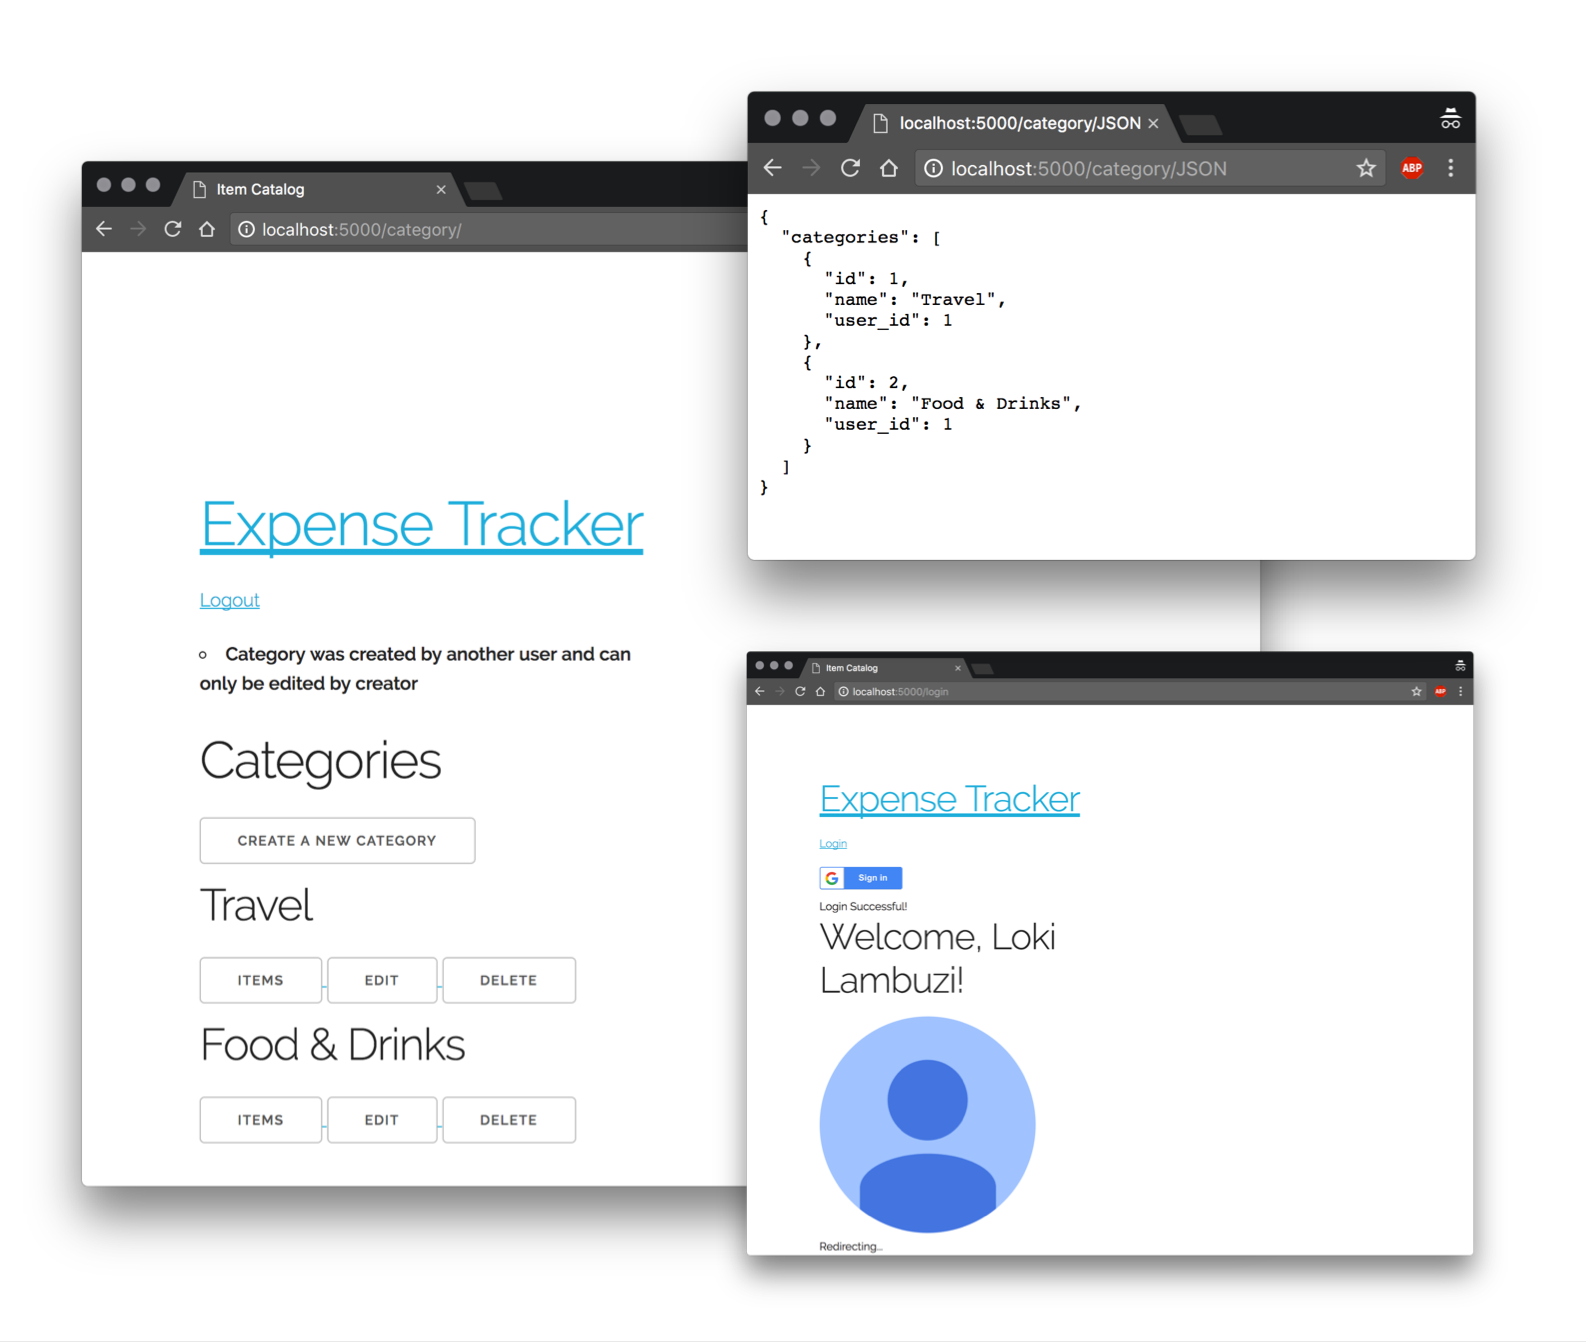 Item Catalog
localhost:5000/category/
Expense Tracker
Logout
Category was created by another user and can
only be edited by creator
Categories
CREATE A NEW CATEGORY
Travel
ITEMS EDIT DELETE
Food & Drinks
ITEMS EDIT DELETE
localhost:5000/category/JSON
localhost:5000/category/JSON
ABP
{
"categories": [
{
"id": 1,
"name": "Travel",
"user_id": 1
},
{
"id": 2,
"name": "Food & Drinks",
"user_id": 1
}
]
}
Item Catalog
localhost:5000/login
ABP
Expense Tracker
Login
G Sign in
Login Successful!
Welcome, Loki
Lambuzi!
Redirecting...